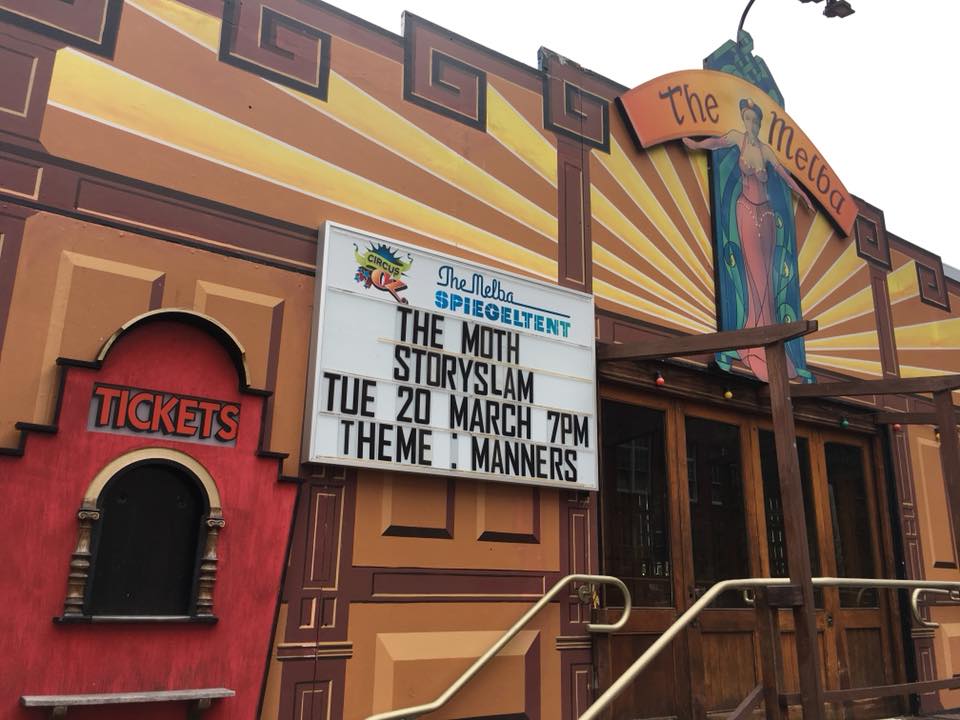 The Melba
CIRCUS
OZ
The Melba
SPIEGELTENT
THE MOTH
STORYSLAM
TUE 20 MARCH 7PM
THEME : MANNERS
TICKETS